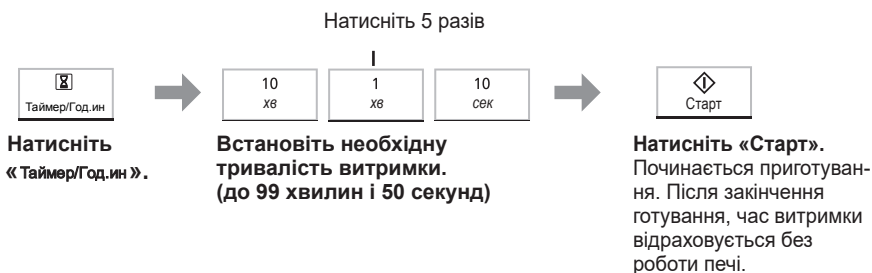 Натисніть 5 разів
Таймер/Год.ин
10
хв
1
хв
10
сек
Старт
Натисніть
«Таймер/Год.ин».
Встановіть необхідну
тривалість витримки.
(до 99 хвилин і 50 секунд)
Натисніть «Старт».
Починається приготуван-
ня. Після закінчення
готування, час витримки
відраховується без
роботи печі.